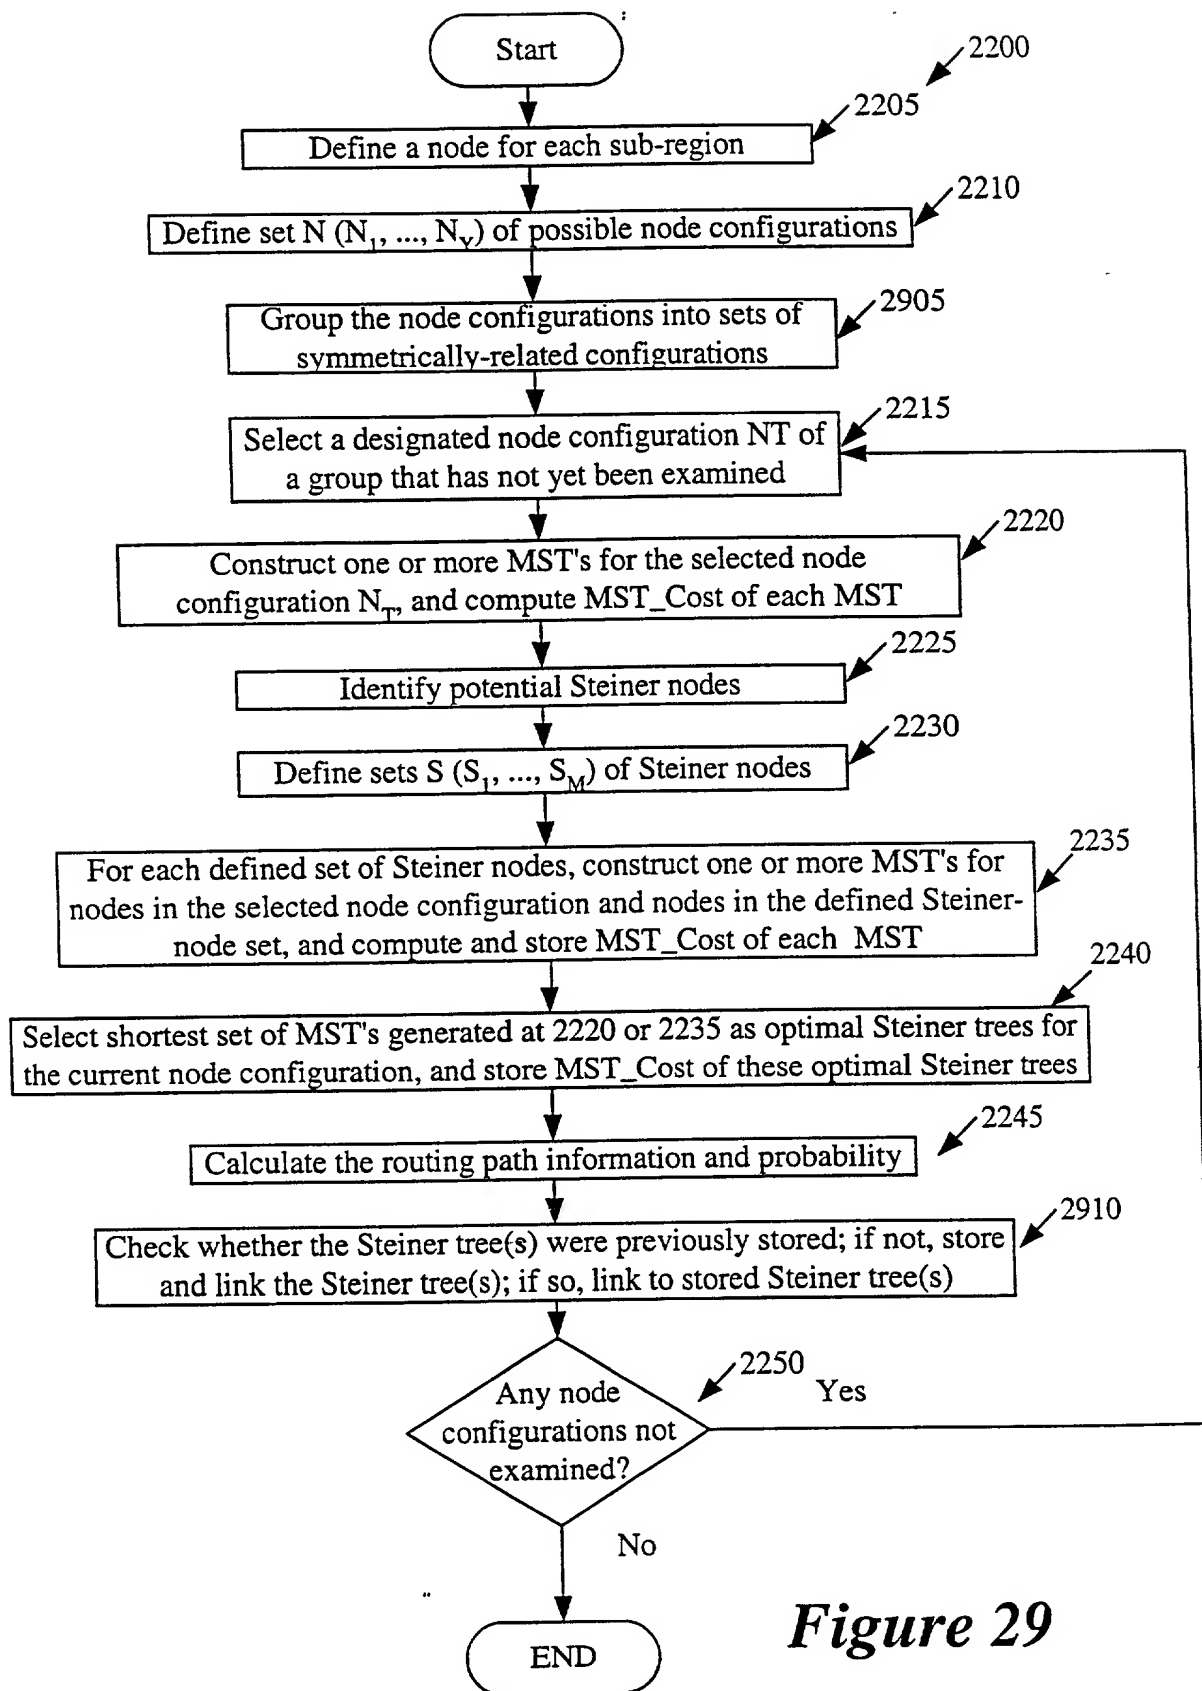 Start
2200
2205
Define a node for each sub-region
2210
Define set N (N1, ..., NY) of possible node configurations
2905
Group the node configurations into sets of
symmetrically-related configurations
2215
Select a designated node configuration NT of
a group that has not yet been examined
2220
Construct one or more MST's for the selected node
configuration NT, and compute MST_Cost of each MST
2225
Identify potential Steiner nodes
2230
Define sets S (S1, ..., SM) of Steiner nodes
2235
For each defined set of Steiner nodes, construct one or more MST's for
nodes in the selected node configuration and nodes in the defined Steiner-
node set, and compute and store MST_Cost of each MST
2240
Select shortest set of MST's generated at 2220 or 2235 as optimal Steiner trees for
the current node configuration, and store MST_Cost of these optimal Steiner trees
2245
Calculate the routing path information and probability
2910
Check whether the Steiner tree(s) were previously stored; if not, store
and link the Steiner tree(s); if so, link to stored Steiner tree(s)
2250
Any node
configurations not
examined?
Yes
No
END
Figure 29